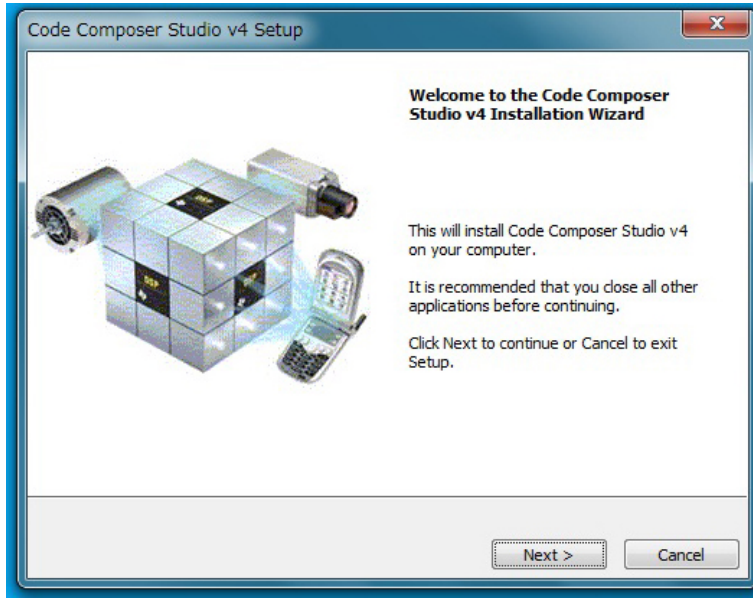 Code Composer Studio v4 Setup
Welcome to the Code Composer
Studio v4 Installation Wizard
DSP
DSP
DSP
This will install Code Composer Studio v4
on your computer.
It is recommended that you close all other
applications before continuing.
Click Next to continue or Cancel to exit
Setup.
Next >
Cancel